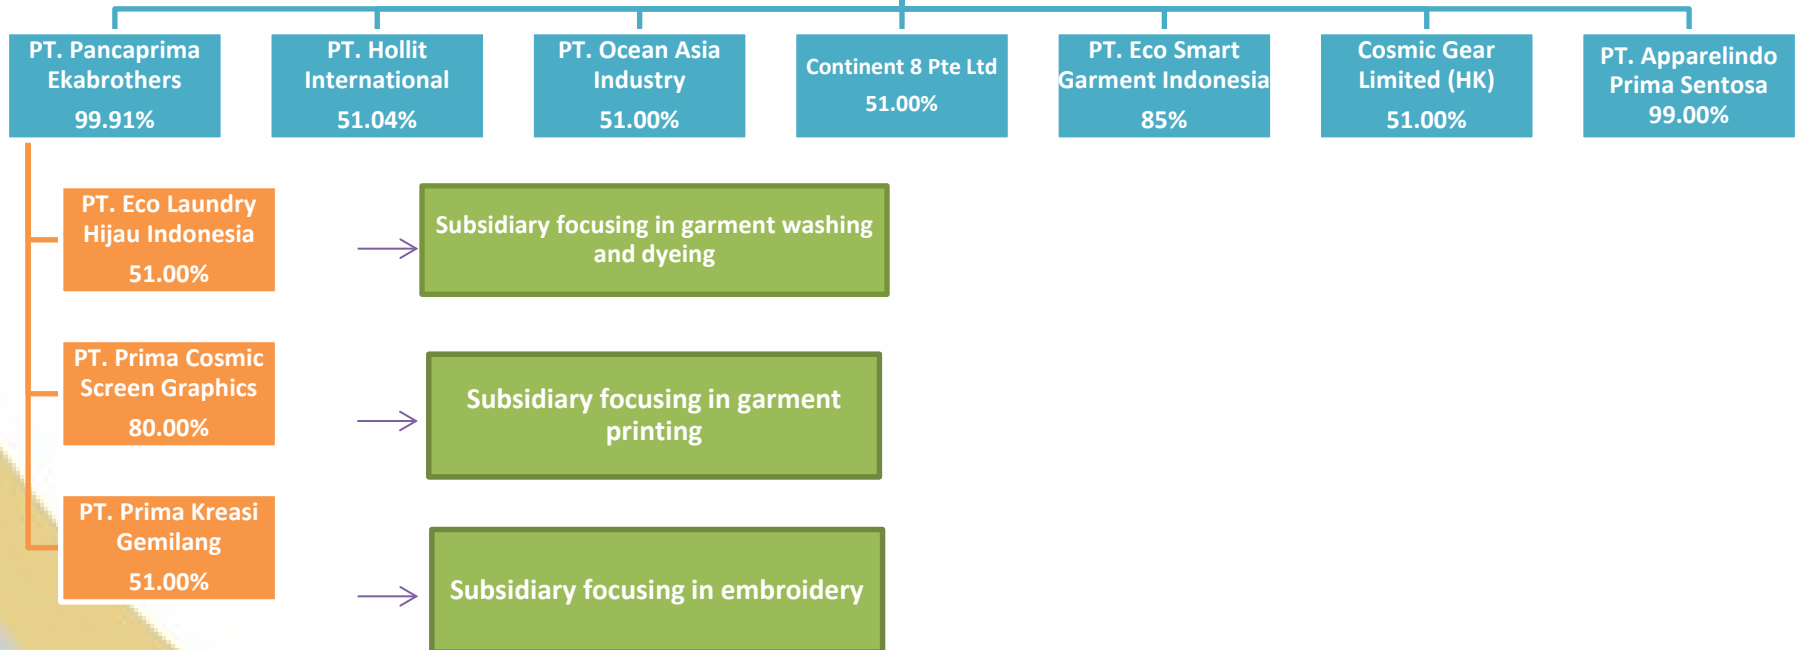 PT. Pancaprima
Ekabrothers
99.91%
PT. Hollit
International
51.04%
PT. Ocean Asia
Industry
51.00%
Continent 8 Pte Ltd
51.00%
PT. Eco Smart
Garment Indonesia
85%
Cosmic Gear
Limited (HK)
51.00%
PT. Apparelindo
Prima Sentosa
99.00%
PT. Eco Laundry
Hijau Indonesia
51.00%
Subsidiary focusing in garment washing
and dyeing
PT. Prima Cosmic
Screen Graphics
80.00%
Subsidiary focusing in garment
printing
PT. Prima Kreasi
Gemilang
51.00%
Subsidiary focusing in embroidery